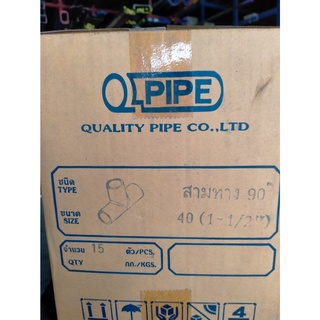 QPIPE
QUALITY PIPE CO.,LTD
ชนิด
TYPE
สามทาง 90°
ขนาด
SIZE
40 (1-1/2")
จำนวน 15 ตัว/PCS.
QTY กก./KGS.
4